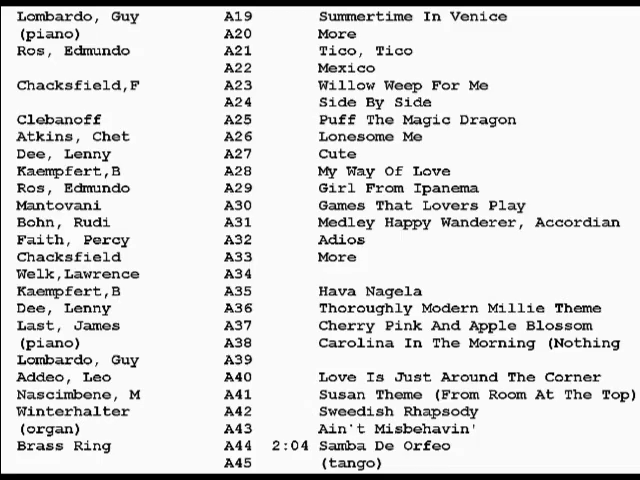 Lombardo, Guy A19 Summertime In Venice
(piano) A20 More
Ros, Edmundo A21 Tico, Tico
A22 Mexico
Chacksfield,F A23 Willow Weep For Me
A24 Side By Side
Clebanoff A25 Puff The Magic Dragon
Atkins, Chet A26 Lonesome Me
Dee, Lenny A27 Cute
Kaempfert,B A28 My Way Of Love
Ros, Edmundo A29 Girl From Ipanema
Mantovani A30 Games That Lovers Play
Bohn, Rudi A31 Medley Happy Wanderer, Accordian
Faith, Percy A32 Adios
Chacksfield A33 More
Welk,Lawrence A34
Kaempfert,B A35 Hava Nagela
Dee, Lenny A36 Thoroughly Modern Millie Theme
Last, James A37 Cherry Pink And Apple Blossom
(piano) A38 Carolina In The Morning (Nothing
Lombardo, Guy A39
Addeo, Leo A40 Love Is Just Around The Corner
Nascimbene, M A41 Susan Theme (From Room At The Top)
Winterhalter A42 Sweedish Rhapsody
(organ) A43 Ain't Misbehavin'
Brass Ring A44 2:04 Samba De Orfeo
A45 (tango)